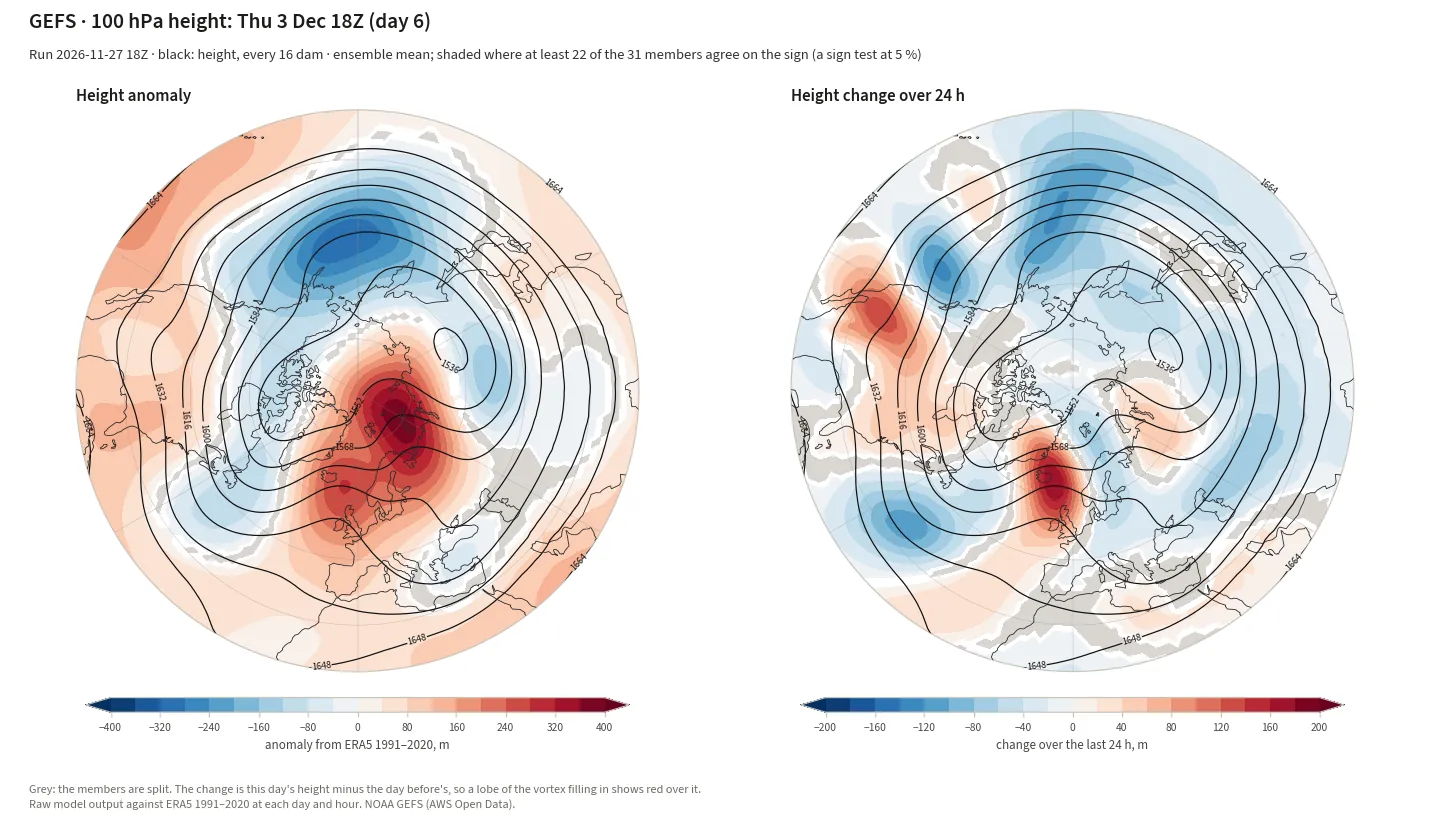 GEFS · 100 hPa height: Thu 3 Dec 18Z (day 6)
Run 2026-11-27 18Z · black: height, every 16 dam · ensemble mean; shaded where at least 22 of the 31 members agree on the sign (a sign test at 5 %)
Height anomaly
Height change over 24 h
1664
1664
1584
1536
1632
1616
1600
1552
1568
1664
1664
1648
1648
1664
1664
1584
1536
1632
1616
1600
1552
1568
1664
1664
1648
1648
−400 −320 −240 −160 −80 0 80 160 240 320 400
anomaly from ERA5 1991–2020, m
−200 −160 −120 −80 −40 0 40 80 120 160 200
change over the last 24 h, m
Grey: the members are split. The change is this day's height minus the day before's, so a lobe of the vortex filling in shows red over it.
Raw model output against ERA5 1991–2020 at each day and hour. NOAA GEFS (AWS Open Data).